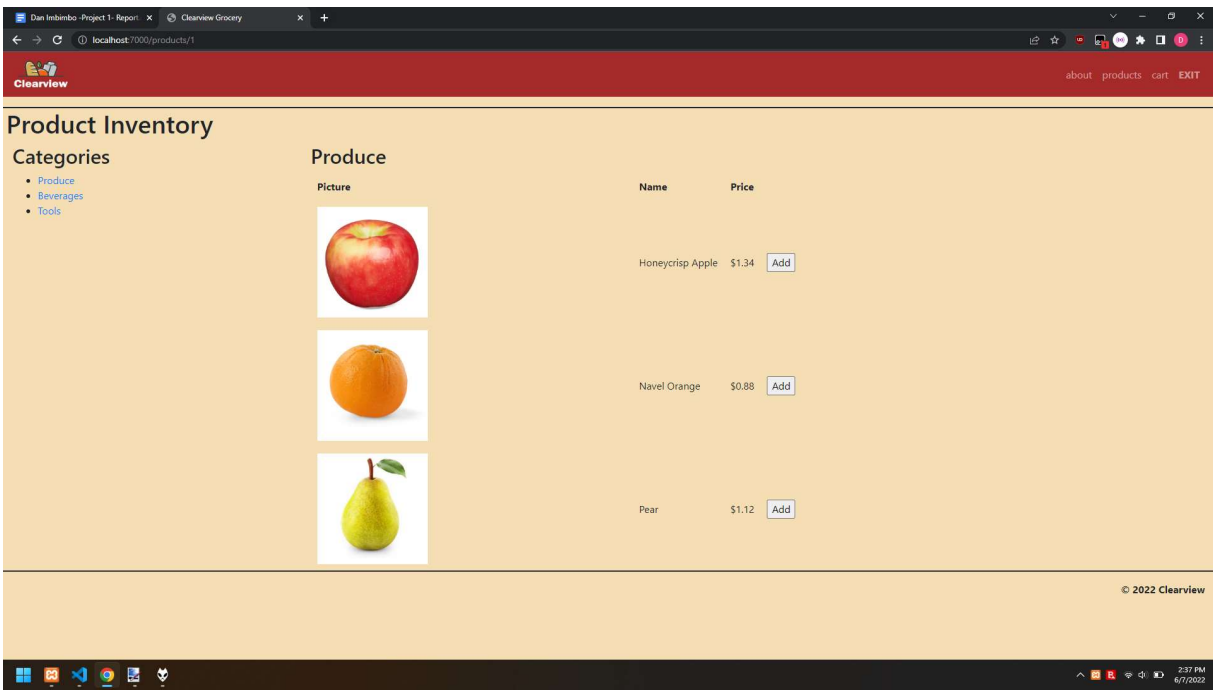 Dan Imbimbo -Project 1- Report
Clearview Grocery
localhost:7000/products/1
Clearview
about products cart EXIT
Product Inventory
Categories
Produce
Beverages
Tools
Produce
Picture Name Price
Honeycrisp Apple $1.34 Add
Navel Orange $0.88 Add
Pear $1.12 Add
© 2022 Clearview
2:37 PM
6/7/2022